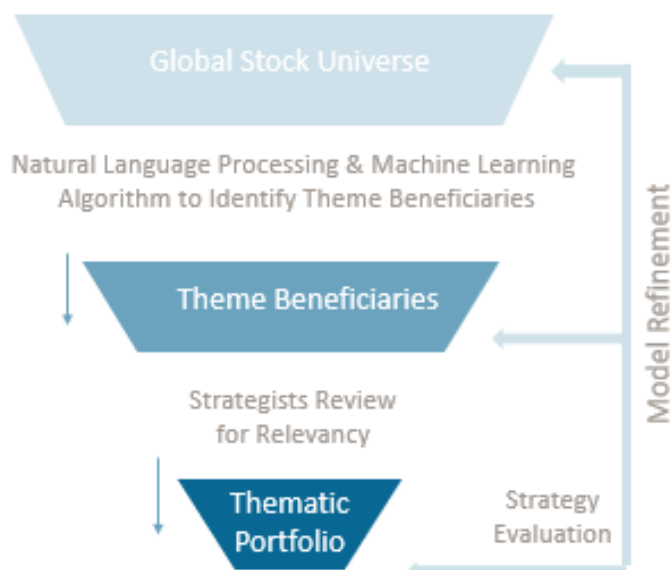 Global Stock Universe
Natural Language Processing & Machine Learning
Algorithm to Identify Theme Beneficiaries
Theme Beneficiaries
Strategists Review
for Relevancy
Thematic
Portfolio
Strategy
Evaluation
Model Refinement